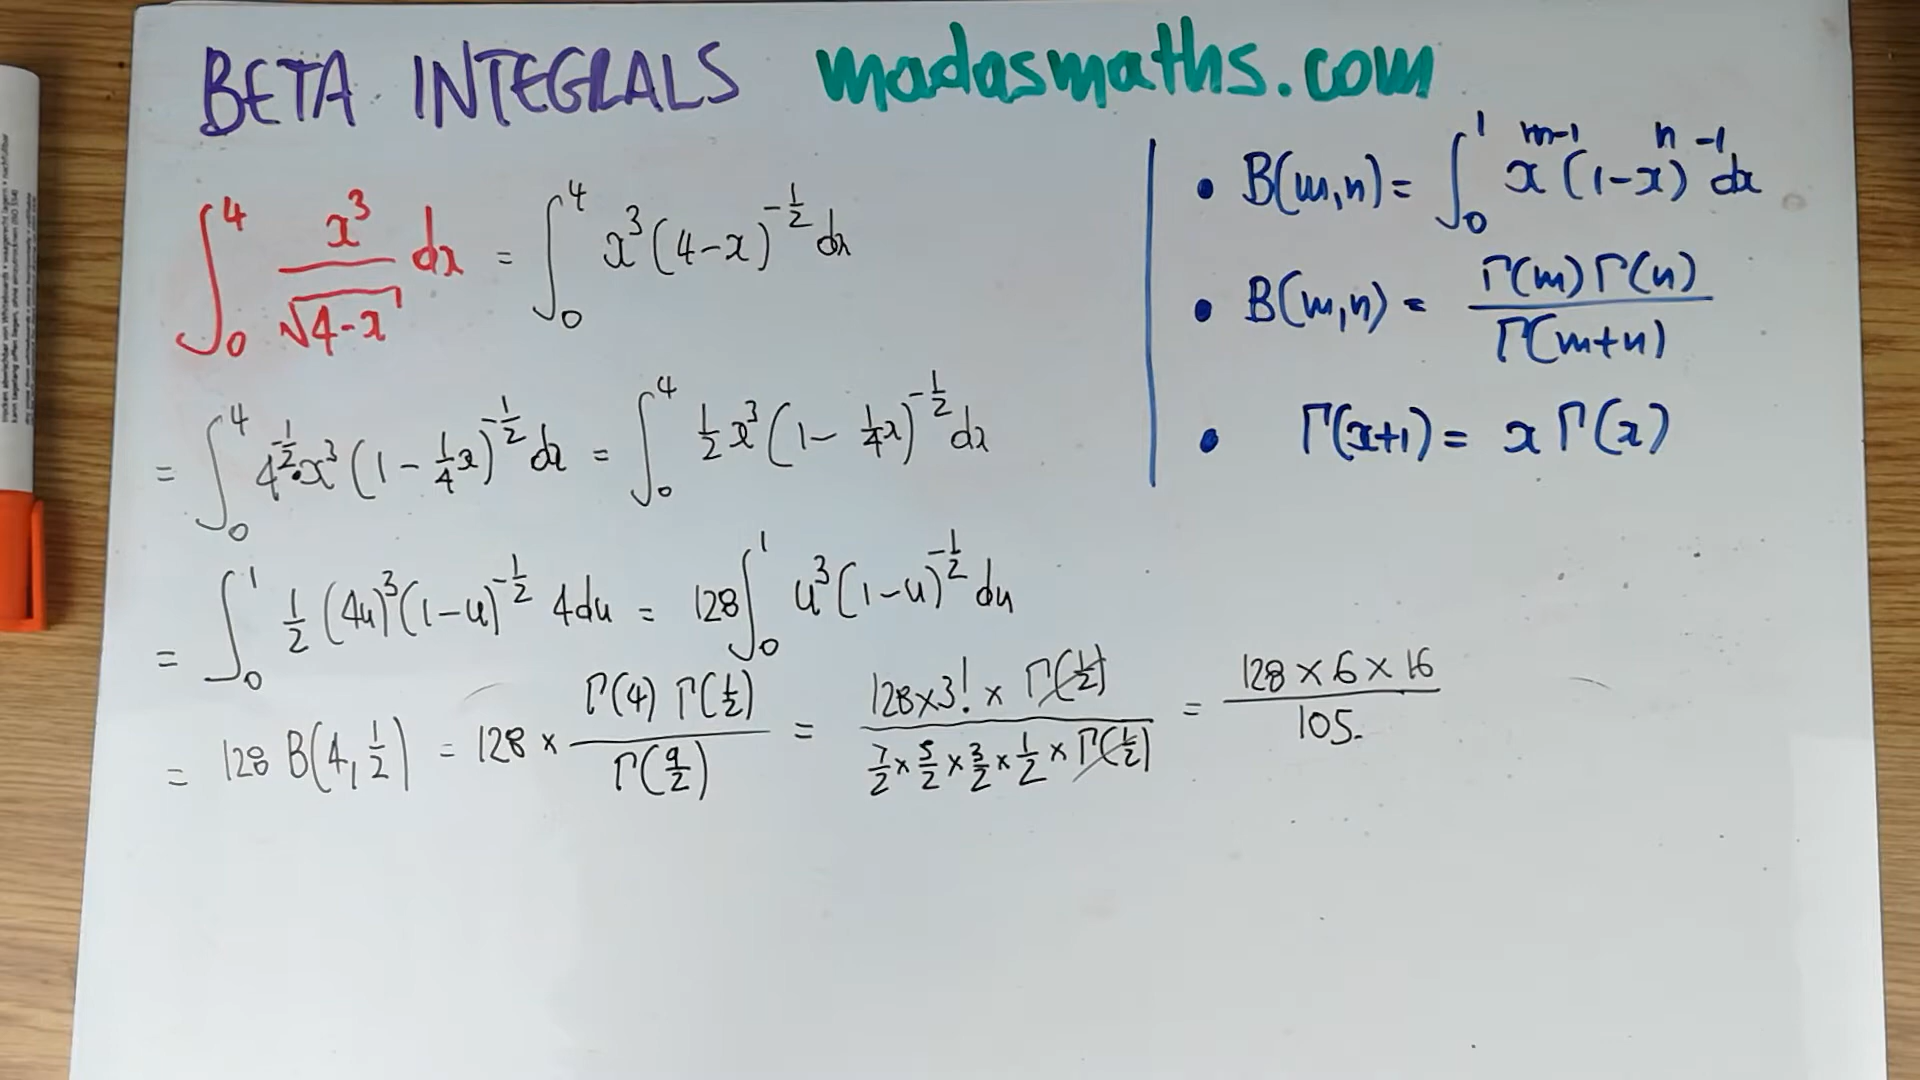 BETA INTEGRALS madasmaths.com
∫₀⁴ x³/√(4-x) dx = ∫₀⁴ x³(4-x)^(-1/2) dx
= ∫₀⁴ 4^(-1/2)·x³(1 - 1/4 x)^(-1/2) dx = ∫₀⁴ 1/2 x³(1 - 1/4 x)^(-1/2) dx
= ∫₀¹ 1/2 (4u)³(1-u)^(-1/2) 4du = 128 ∫₀¹ u³(1-u)^(-1/2) du
= 128 B(4, 1/2) = 128 × Γ(4) Γ(1/2) / Γ(9/2) = 128×3! × Γ(1/2) / 7/2 × 5/2 × 3/2 × 1/2 × Γ(1/2) = 128 × 6 × 16 / 105.
• B(m,n) = ∫₀¹ x^(m-1) (1-x)^(n-1) dx
• B(m,n) = Γ(m) Γ(n) / Γ(m+n)
• Γ(x+1) = x Γ(x)